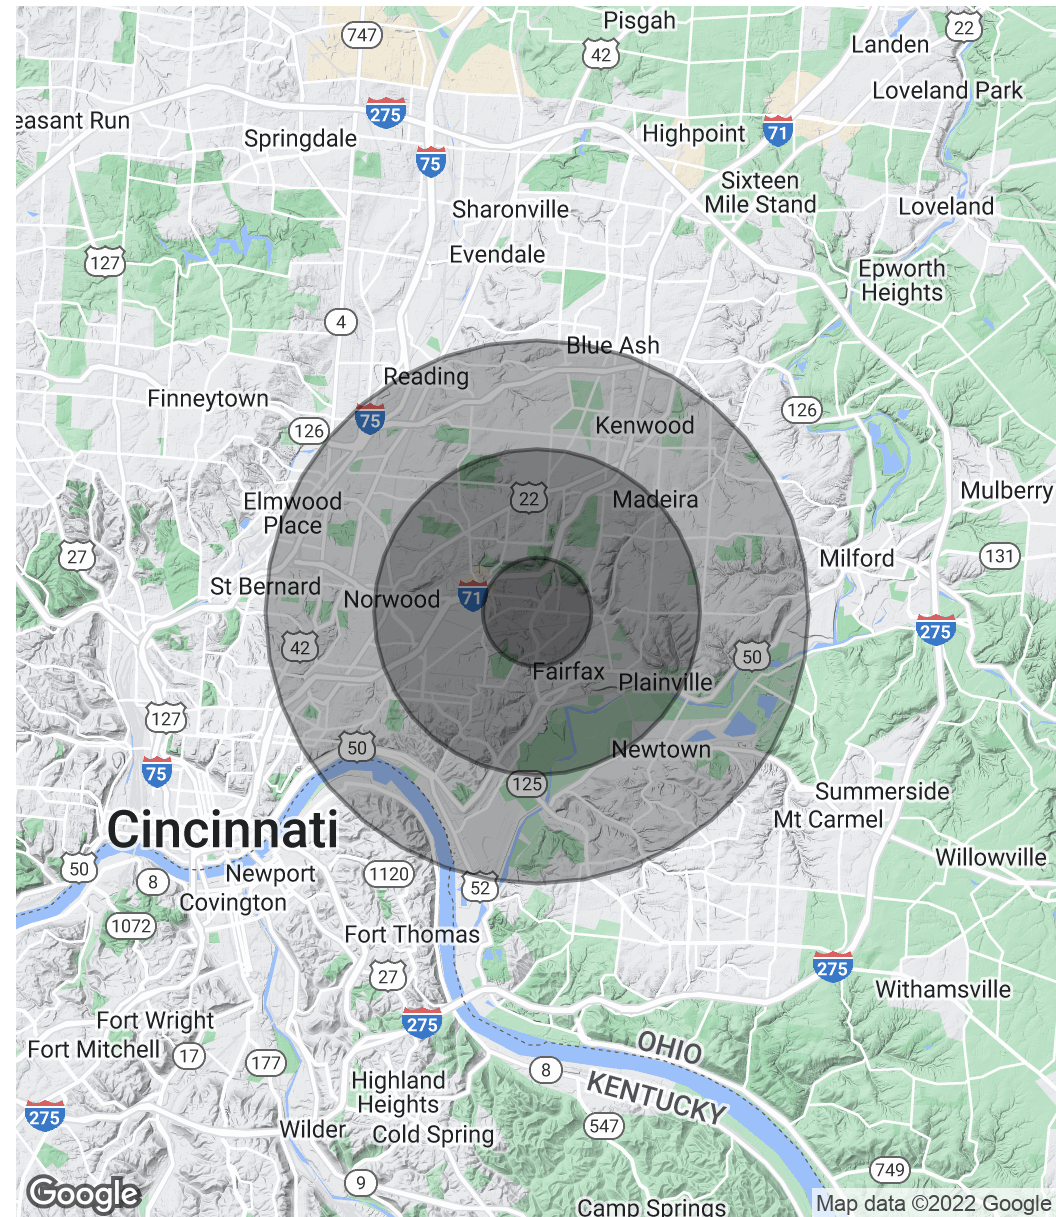 Pisgah
22
747
42
Landen
Loveland Park
275
easant Run
Springdale
Highpoint
71
75
Sixteen
Mile Stand
Sharonville
Loveland
Evendale
127
Epworth
Heights
4
Blue Ash
Reading
Finneytown
75
126
126
Kenwood
Elmwood
Place
22
Madeira
Mulberry
27
Milford
131
St Bernard
Norwood
71
275
42
50
Fairfax
Plainville
127
50
Newtown
75
125
Summerside
Mt Carmel
Cincinnati
Willowville
50
8
Newport
1120
52
Covington
1072
Fort Thomas
27
275
Withamsville
Fort Wright
275
OHIO
Fort Mitchell
17
177
8
Highland
Heights
KENTUCKY
275
Wilder
Cold Spring
547
749
9
Google
Camp Springs
Map data ©2022 Google